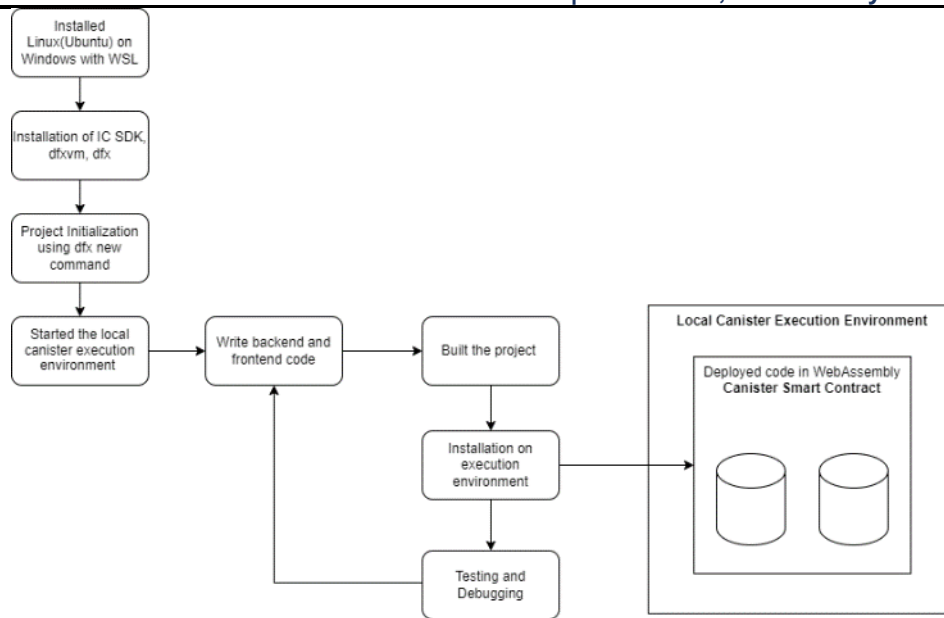 Installed
Linux(Ubuntu) on
Windows with WSL
Installation of IC SDK,
dfxvm, dfx
Project Initialization
using dfx new
command
Started the local
canister execution
environment
Write backend and
frontend code
Built the project
Installation on
execution
environment
Testing and
Debugging
Local Canister Execution Environment
Deployed code in WebAssembly
Canister Smart Contract